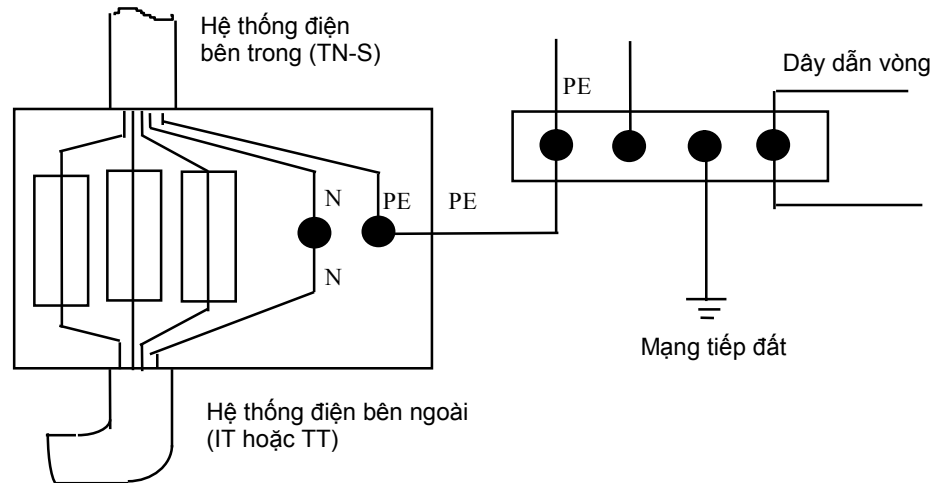 Hệ thống điện
bên trong (TN-S)
Dây dẫn vòng
PE
N
PE
PE
N
Mạng tiếp đất
Hệ thống điện bên ngoài
(IT hoặc TT)